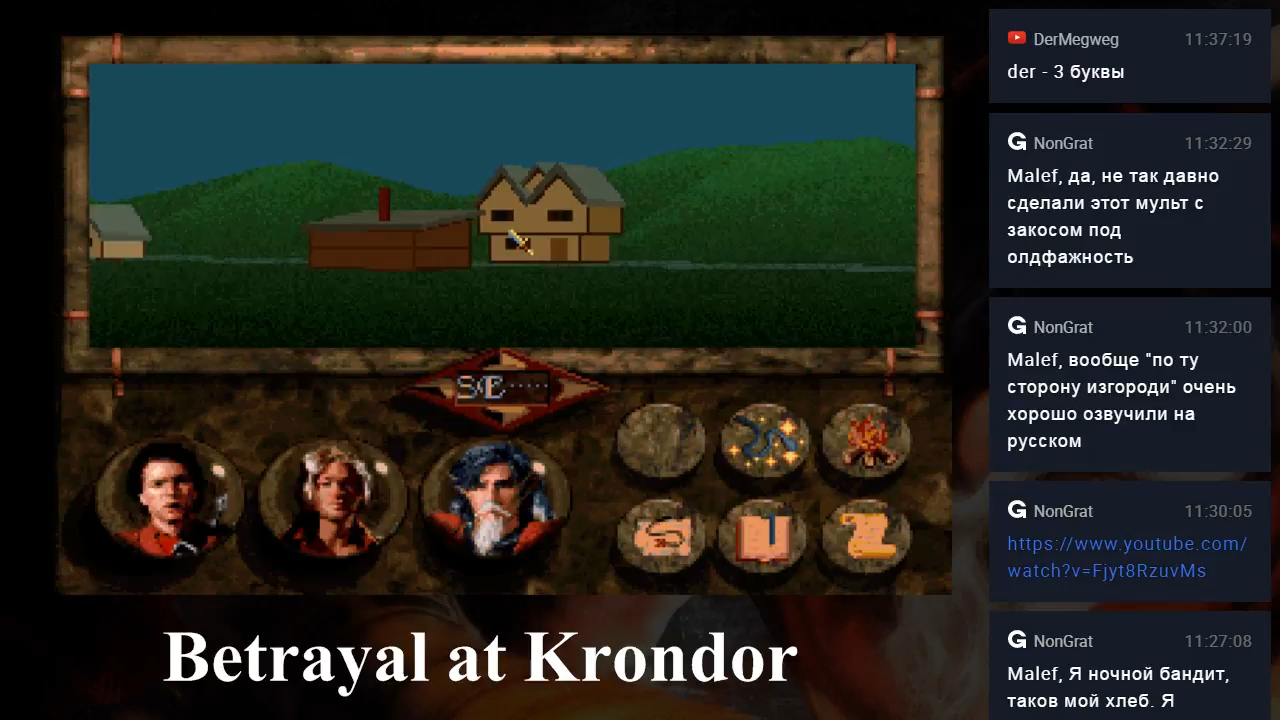 Betrayal at Krondor
DerMegweg 11:37:19
der - 3 буквы
NonGrat 11:32:29
Malef, да, не так давно
сделали этот мульт с
закосом под
олдфажность
NonGrat 11:32:00
Malef, вообще "по ту
сторону изгороди" очень
хорошо озвучили на
русском
NonGrat 11:30:05
https://www.youtube.com/
watch?v=Fjyt8RzuvMs
NonGrat 11:27:08
Malef, Я ночной бандит,
таков мой хлеб. Я